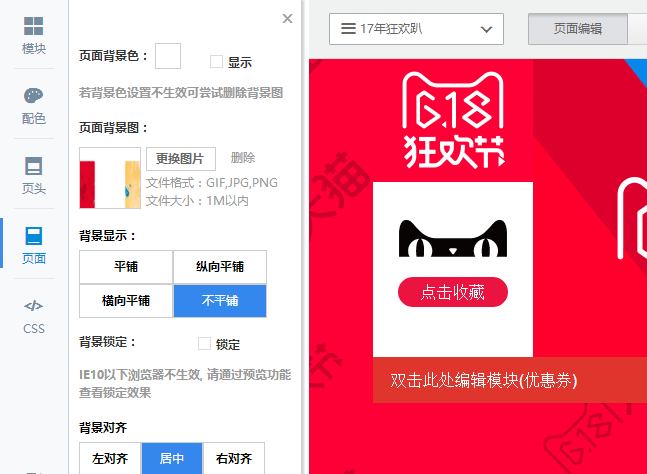 模块
配色
页头
页面
CSS
×
页面背景色：
显示
若背景色设置不生效可尝试删除背景图
页面背景图：
更换图片
删除
文件格式：GIF,JPG,PNG
文件大小：1M以内
背景显示：
平铺
纵向平铺
横向平铺
不平铺
背景锁定：
锁定
IE10以下浏览器不生效, 请通过预览功能
查看锁定效果
背景对齐
左对齐
居中
右对齐
17年狂欢趴
页面编辑
6.18
狂欢节
天猫
点击收藏
双击此处编辑模块(优惠券)
6.18